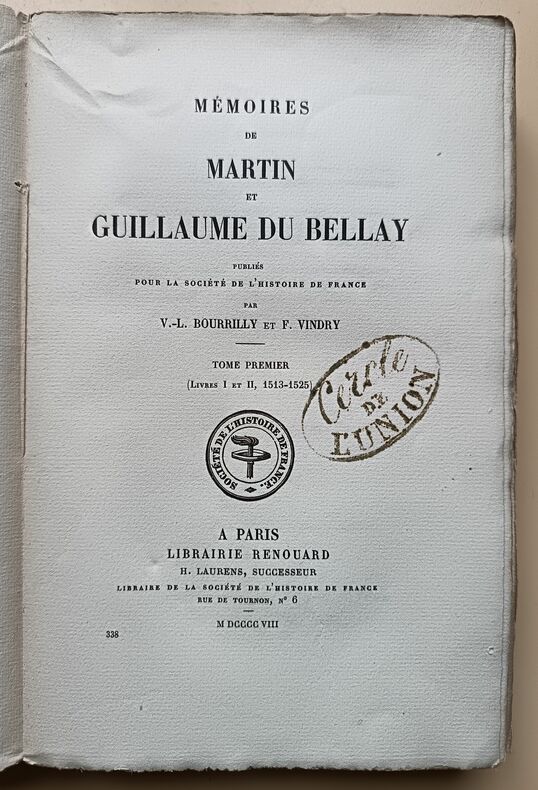 MÉMOIRES
DE
MARTIN
ET
GUILLAUME DU BELLAY
PUBLIÉS
POUR LA SOCIÉTÉ DE L'HISTOIRE DE FRANCE
PAR
V.-L. BOURRILLY ET F. VINDRY
TOME PREMIER
(LIVRES I ET II, 1513-1525)
Cercle
DE
L'UNION
SOCIÉTÉ DE L'HISTOIRE DE FRANCE.
A PARIS
LIBRAIRIE RENOUARD
H. LAURENS, SUCCESSEUR
LIBRAIRE DE LA SOCIÉTÉ DE L'HISTOIRE DE FRANCE
RUE DE TOURNON, N° 6
M DCCCC VIII
338